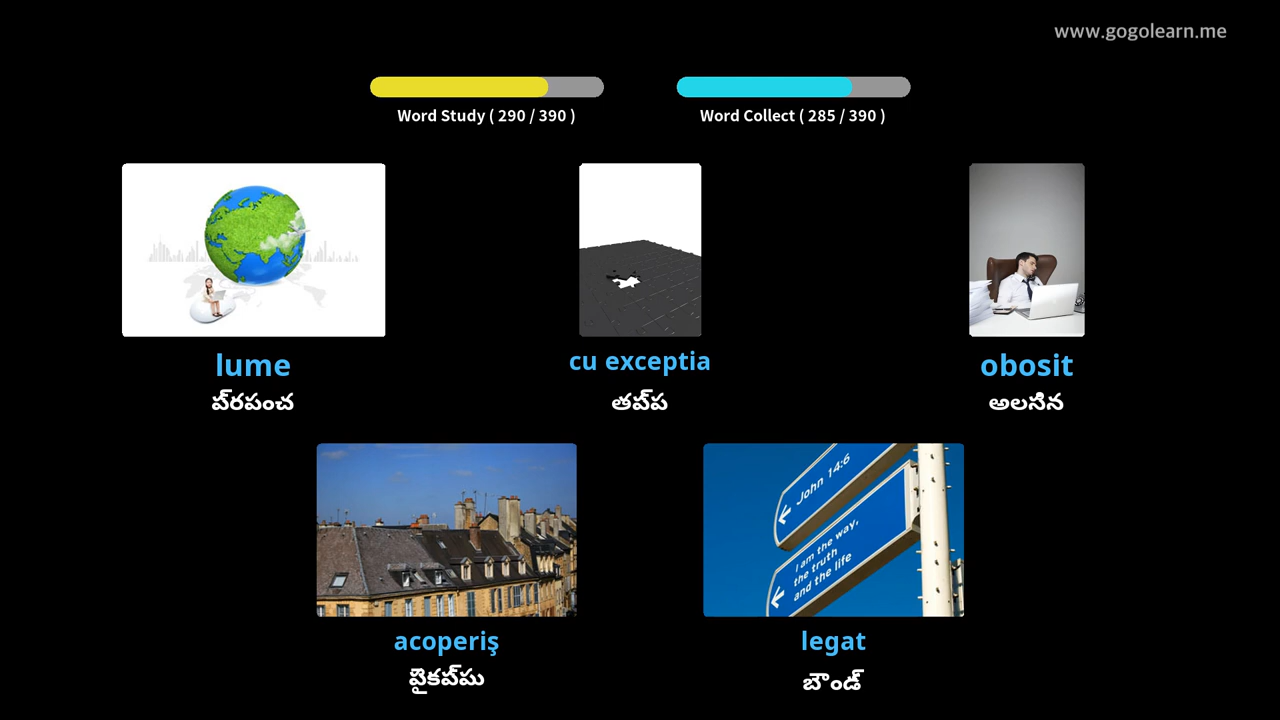 www.gogolearn.me
Word Study ( 290 / 390 )
Word Collect ( 285 / 390 )
lume
ప్రపంచ
cu exceptia
తప్ప
obosit
అలసిన
John 14:6
I am the way,
the truth
and the life
acoperiş
పైకప్పు
legat
బౌండ్